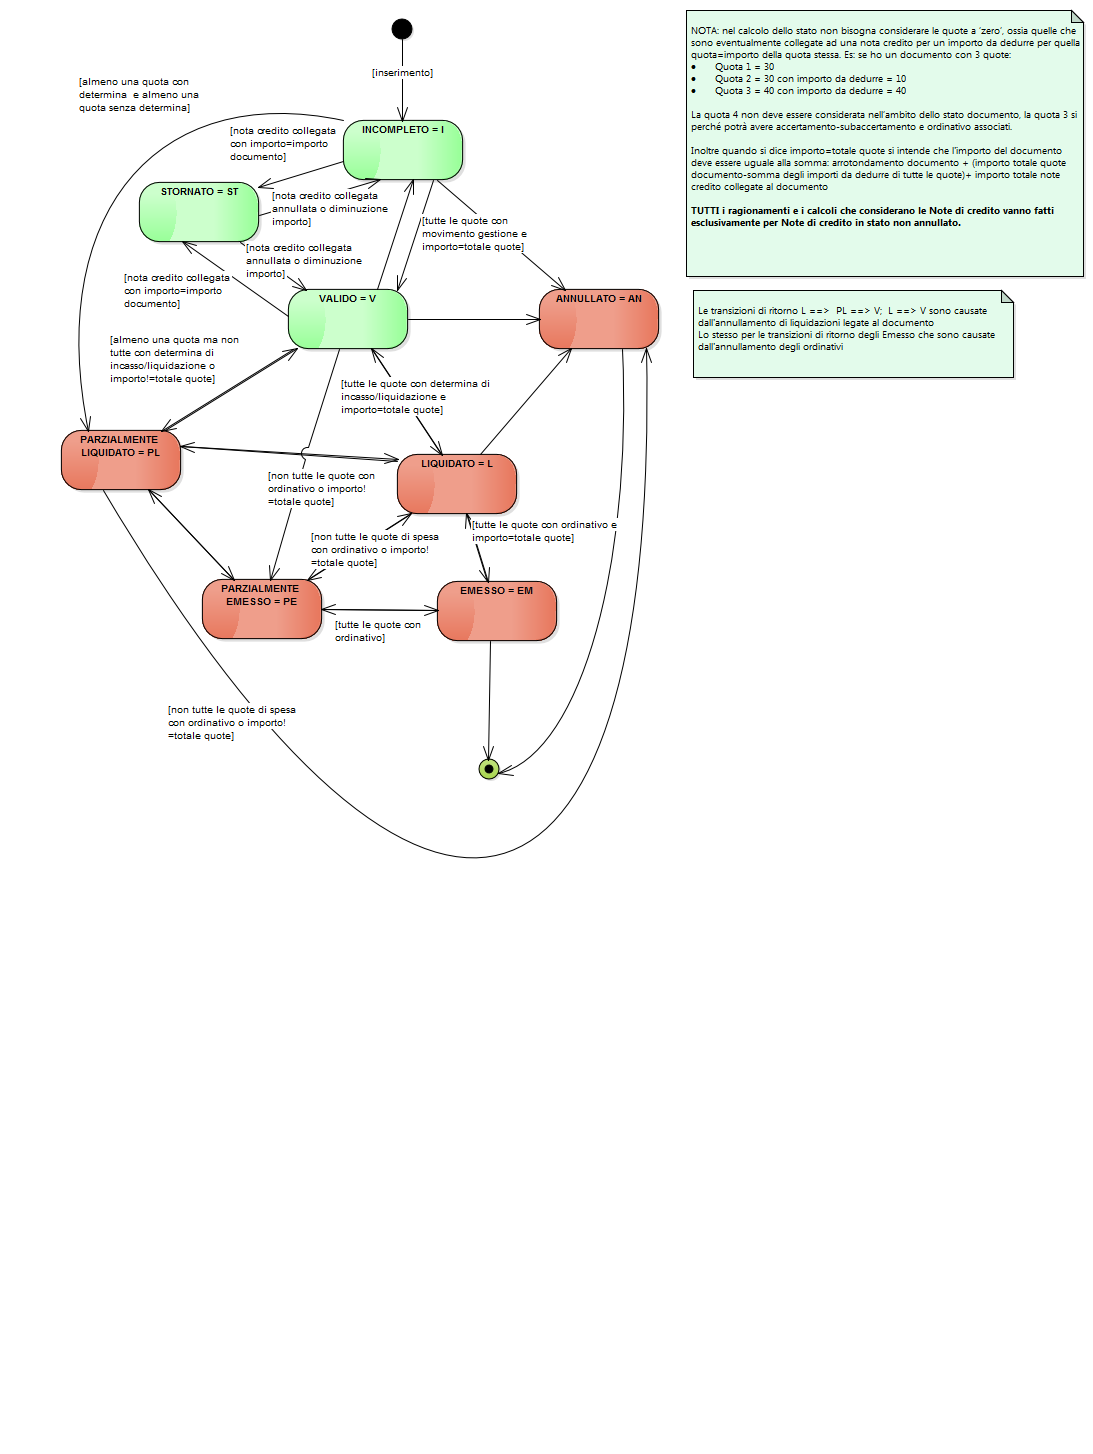 [inserimento]
[almeno una quota con
determina  e almeno una
quota senza determina]
INCOMPLETO = I
[nota credito collegata
con importo=importo
documento]
STORNATO = ST
[nota credito collegata
annullata o diminuzione
importo]
[tutte le quote con
movimento gestione e
importo=totale quote]
[nota credito collegata
annullata o diminuzione
importo]
[nota credito collegata
con importo=importo
documento]
VALIDO = V
ANNULLATO = AN
[almeno una quota ma non
tutte con determina di
incasso/liquidazione o
importo!=totale quote]
[tutte le quote con determina di
incasso/liquidazione e
importo=totale quote]
PARZIALMENTE
LIQUIDATO = PL
LIQUIDATO = L
[non tutte le quote con
ordinativo o importo!
=totale quote]
[tutte le quote con ordinativo e
importo=totale quote]
[non tutte le quote di spesa
con ordinativo o importo!
=totale quote]
PARZIALMENTE
EMESSO = PE
EMESSO = EM
[tutte le quote con
ordinativo]
[non tutte le quote di spesa
con ordinativo o importo!
=totale quote]
NOTA: nel calcolo dello stato non bisogna considerare le quote a 'zero', ossia quelle che
sono eventualmente collegate ad una nota credito per un importo da dedurre per quella
quota=importo della quota stessa. Es: se ho un documento con 3 quote:
• Quota 1 = 30
• Quota 2 = 30 con importo da dedurre = 10
• Quota 3 = 40 con importo da dedurre = 40
La quota 4 non deve essere considerata nell'ambito dello stato documento, la quota 3 si
perché potrà avere accertamento-subaccertamento e ordinativo associati.
Inoltre quando si dice importo=totale quote si intende che l'importo del documento
deve essere uguale alla somma: arrotondamento documento + (importo totale quote
documento-somma degli importi da dedurre di tutte le quote)+ importo totale note
credito collegate al documento
TUTTI i ragionamenti e i calcoli che considerano le Note di credito vanno fatti
esclusivamente per Note di credito in stato non annullato.
Le transizioni di ritorno L ==>  PL ==> V;  L ==> V sono causate
dall'annullamento di liquidazioni legate al documento
Lo stesso per le transizioni di ritorno degli Emesso che sono causate
dall'annullamento degli ordinativi